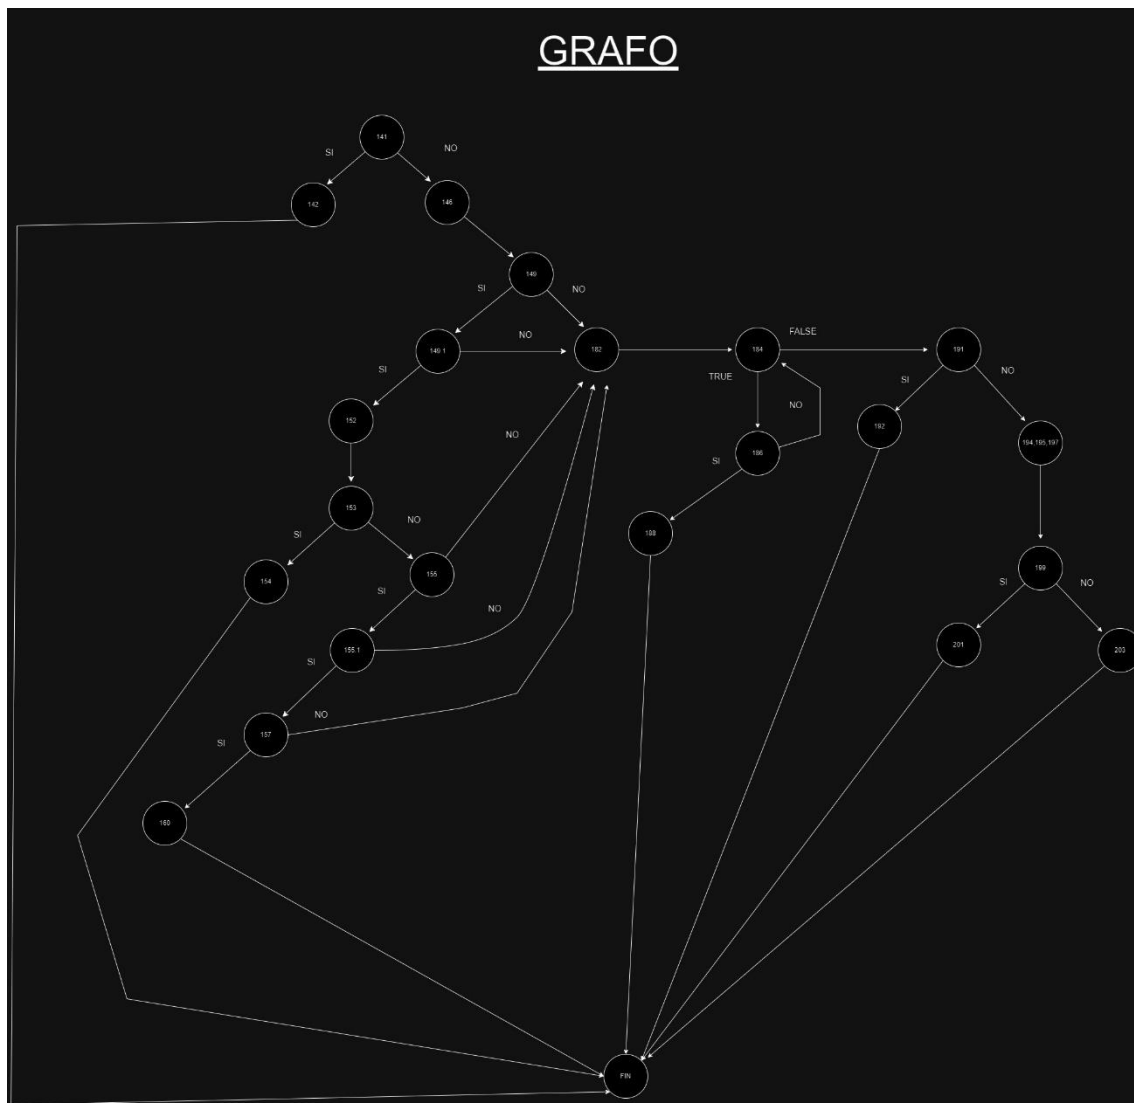 GRAFO
141
SI
NO
142
146
149
SI
NO
149.1
NO
182
184
FALSE
191
SI
TRUE
NO
SI
NO
152
192
NO
186
194,195,197
SI
153
SI
NO
188
154
155
199
SI
SI
NO
NO
155.1
201
203
SI
NO
157
SI
160
FIN